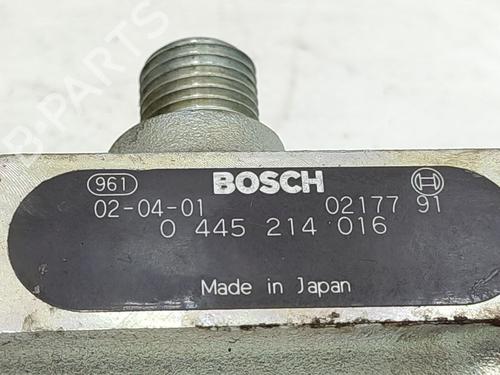 961 BOSCH
02-04-01 02177 91
0 445 214 016
Made in Japan
B-PARTS